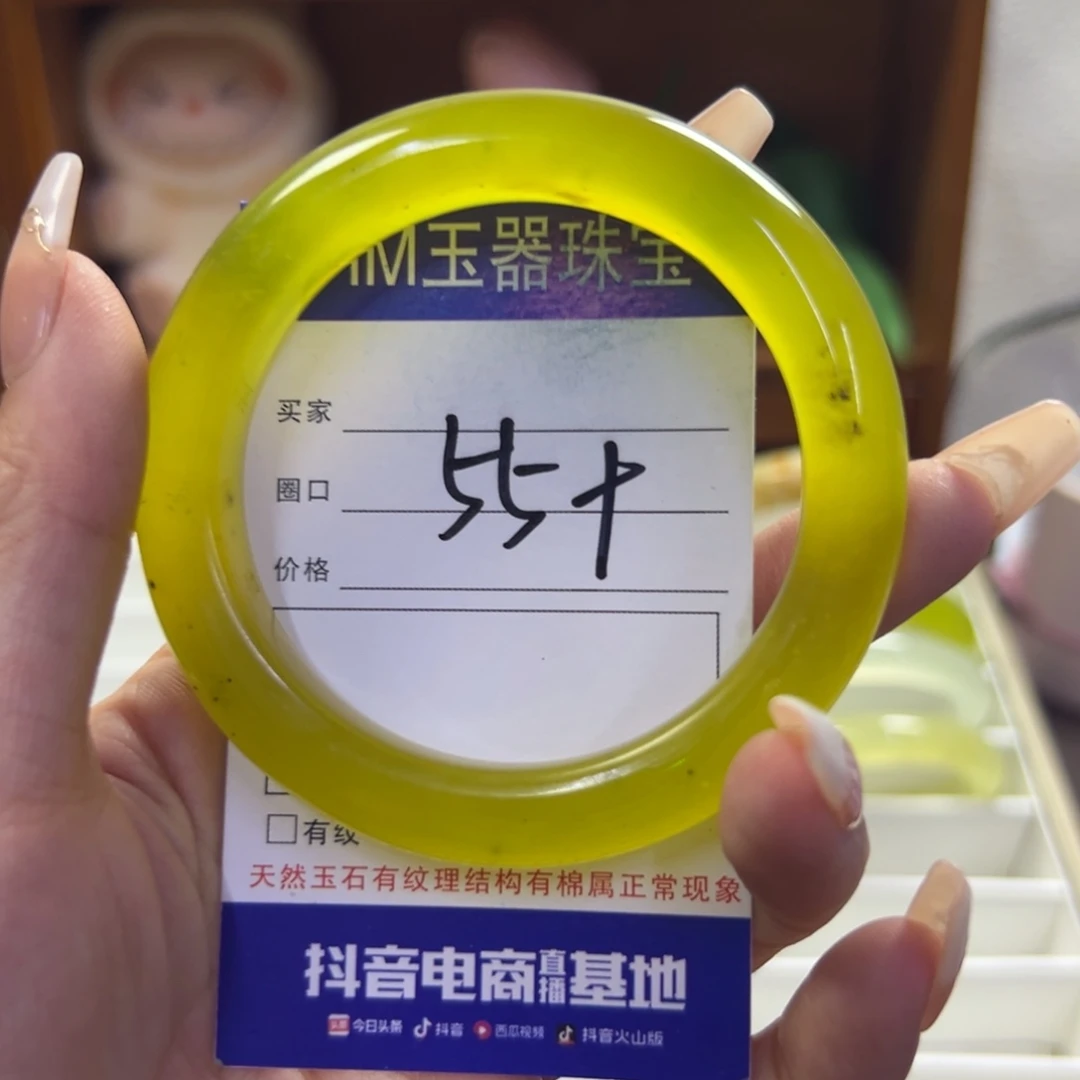 M玉器珠宝
买家
圈口
价格
55+
有纹
天然玉石有纹理结构有棉属正常现象
抖音电商直播基地
头条 今日头条 抖音 西瓜视频 抖音火山版